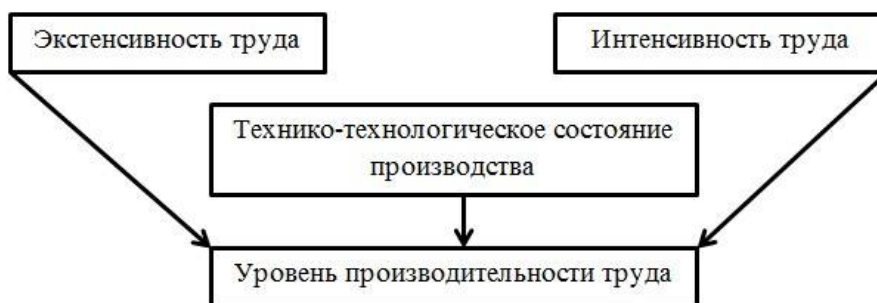 Экстенсивность труда
Интенсивность труда
Технико-технологическое состояние
производства
Уровень производительности труда